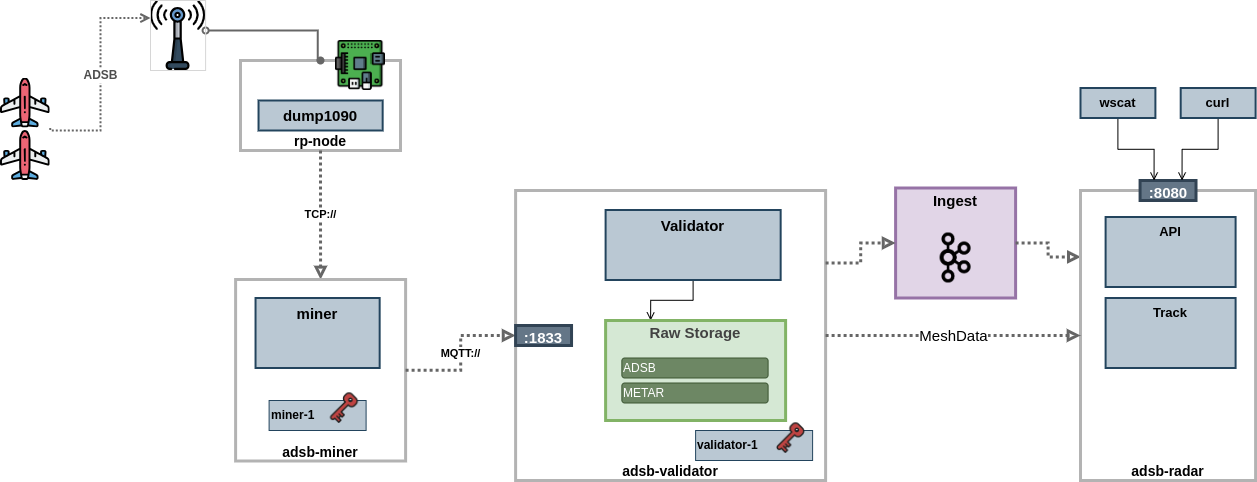 ADSB
dump1090
rp-node
TCP://
miner
miner-1
adsb-miner
MQTT://
:1833
Validator
Raw Storage
ADSB
METAR
validator-1
adsb-validator
Ingest
MeshData
wscat
curl
:8080
API
Track
adsb-radar